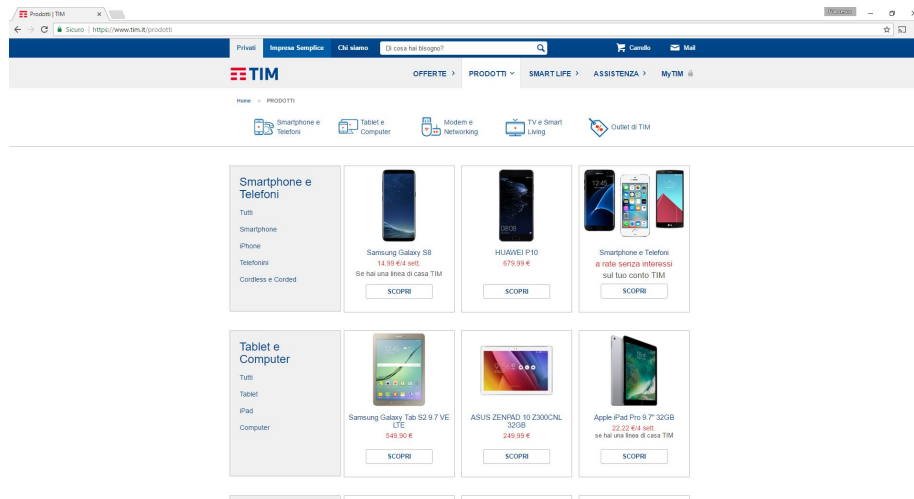 Prodotti | TIM
Sicuro | https://www.tim.it/prodotti
Privati Impresa Semplice Chi siamo Di cosa hai bisogno? Carrello Mail
TIM OFFERTE PRODOTTI SMART LIFE ASSISTENZA MyTIM
Home PRODOTTI
Smartphone e Telefoni
Tablet e Computer
Modem e Networking
TV e Smart Living
Outlet di TIM
Smartphone e
Telefoni
Tutti
Smartphone
iPhone
Telefonini
Cordless e Corded
Samsung Galaxy S8
14,99 €/4 sett.
Se hai una linea di casa TIM
SCOPRI
08:08
HUAWEI P10
679,99 €
SCOPRI
12:45
Smartphone e Telefoni
a rate senza interessi
sul tuo conto TIM
SCOPRI
Tablet e
Computer
Tutti
Tablet
iPad
Computer
Samsung Galaxy Tab S2 9.7 VE
LTE
549,90 €
SCOPRI
ASUS ZENPAD 10 Z300CNL
32GB
249,99 €
SCOPRI
Apple iPad Pro 9.7" 32GB
22,22 €/4 sett.
se hai una linea di casa TIM
SCOPRI